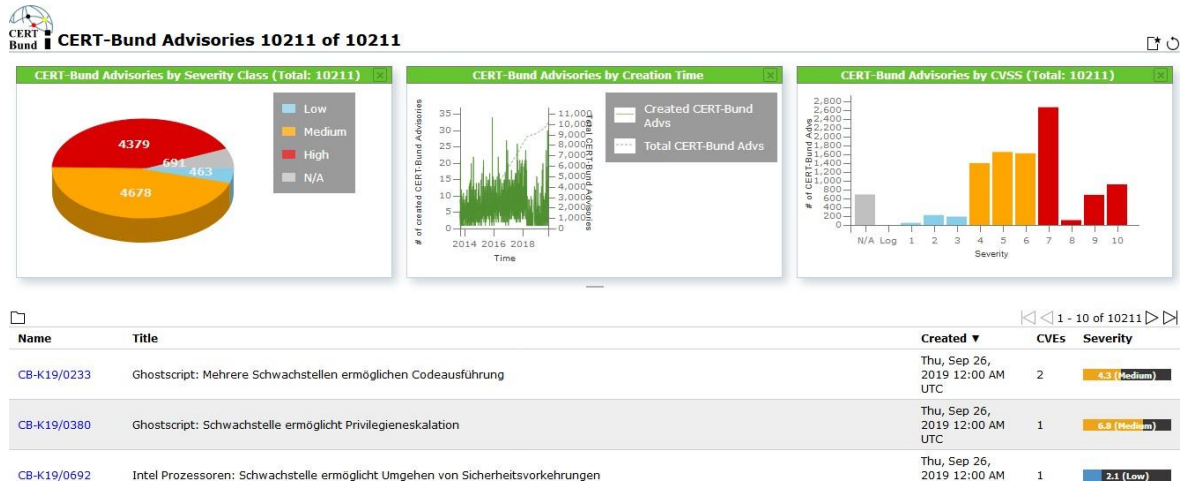 CERT
Bund
CERT-Bund Advisories 10211 of 10211
CERT-Bund Advisories by Severity Class (Total: 10211)
4379
691
463
4678
Low
Medium
High
N/A
CERT-Bund Advisories by Creation Time
# of created CERT-Bund Advisories
35
30
25
20
15
10
5
0
11,000
10,000
9,000
8,000
7,000
6,000
5,000
4,000
3,000
2,000
1,000
0
Total CERT-Bund Advisories
2014 2016 2018
Time
Created CERT-Bund
Advs
Total CERT-Bund Advs
CERT-Bund Advisories by CVSS (Total: 10211)
# of CERT-Bund Advs
2,800
2,600
2,400
2,200
2,000
1,800
1,600
1,400
1,200
1,000
800
600
400
200
0
N/A Log 1 2 3 4 5 6 7 8 9 10
Severity
1 - 10 of 10211
Name Title Created ▼ CVEs Severity
CB-K19/0233 Ghostscript: Mehrere Schwachstellen ermöglichen Codeausführung Thu, Sep 26, 2019 12:00 AM UTC 2 4.3 (Medium)
CB-K19/0380 Ghostscript: Schwachstelle ermöglicht Privilegieneskalation Thu, Sep 26, 2019 12:00 AM UTC 1 6.8 (Medium)
CB-K19/0692 Intel Prozessoren: Schwachstelle ermöglicht Umgehen von Sicherheitsvorkehrungen Thu, Sep 26, 2019 12:00 AM 1 2.1 (Low)